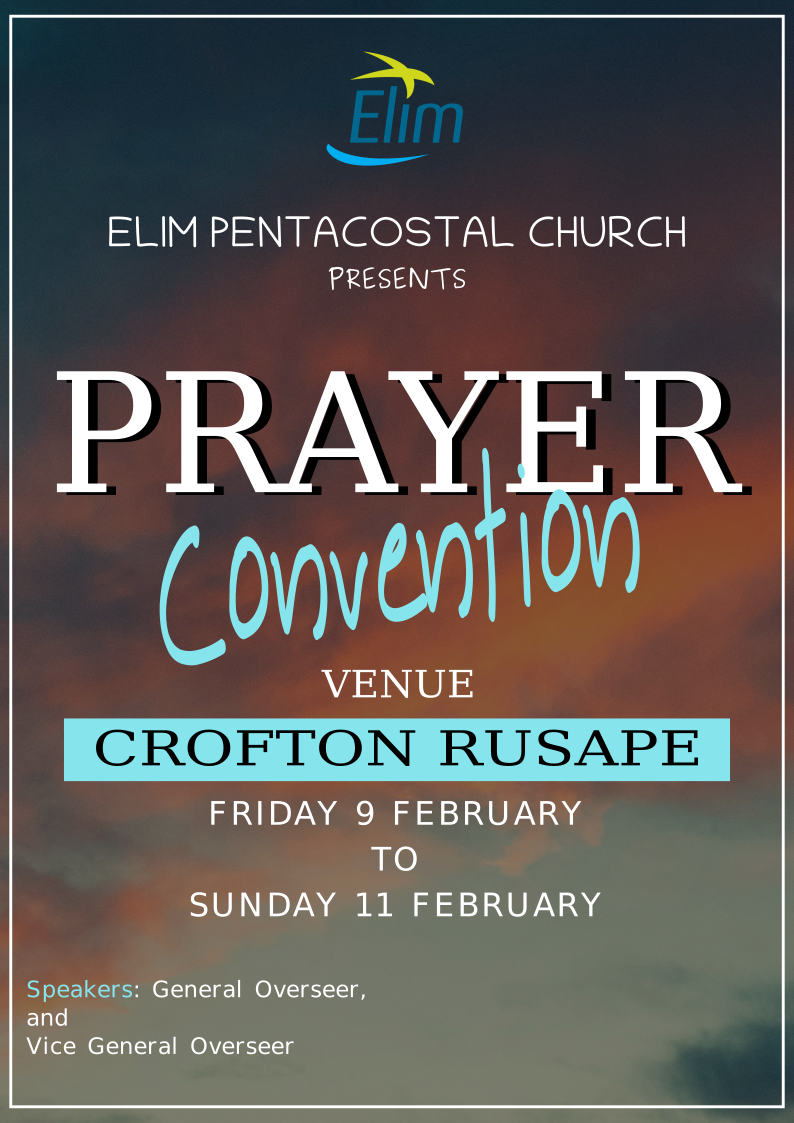 Elim
ELIM PENTACOSTAL CHURCH
PRESENTS
PRAYER
Convention
VENUE
CROFTON RUSAPE
FRIDAY 9 FEBRUARY
TO
SUNDAY 11 FEBRUARY
Speakers: General Overseer,
and
Vice General Overseer